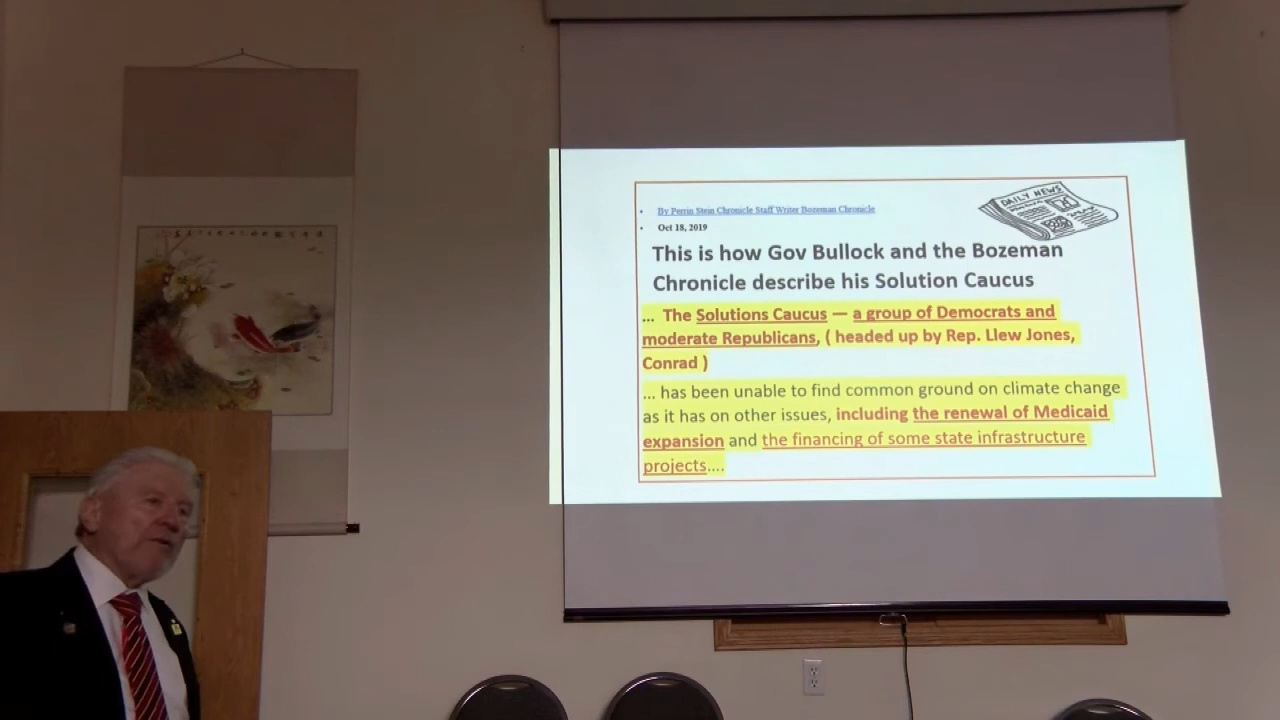 DAILY NEWS
• By Perrin Stein Chronicle Staff Writer Bozeman Chronicle
• Oct 18, 2019
This is how Gov Bullock and the Bozeman
Chronicle describe his Solution Caucus
... The Solutions Caucus — a group of Democrats and
moderate Republicans, ( headed up by Rep. Llew Jones,
Conrad )
... has been unable to find common ground on climate change
as it has on other issues, including the renewal of Medicaid
expansion and the financing of some state infrastructure
projects....